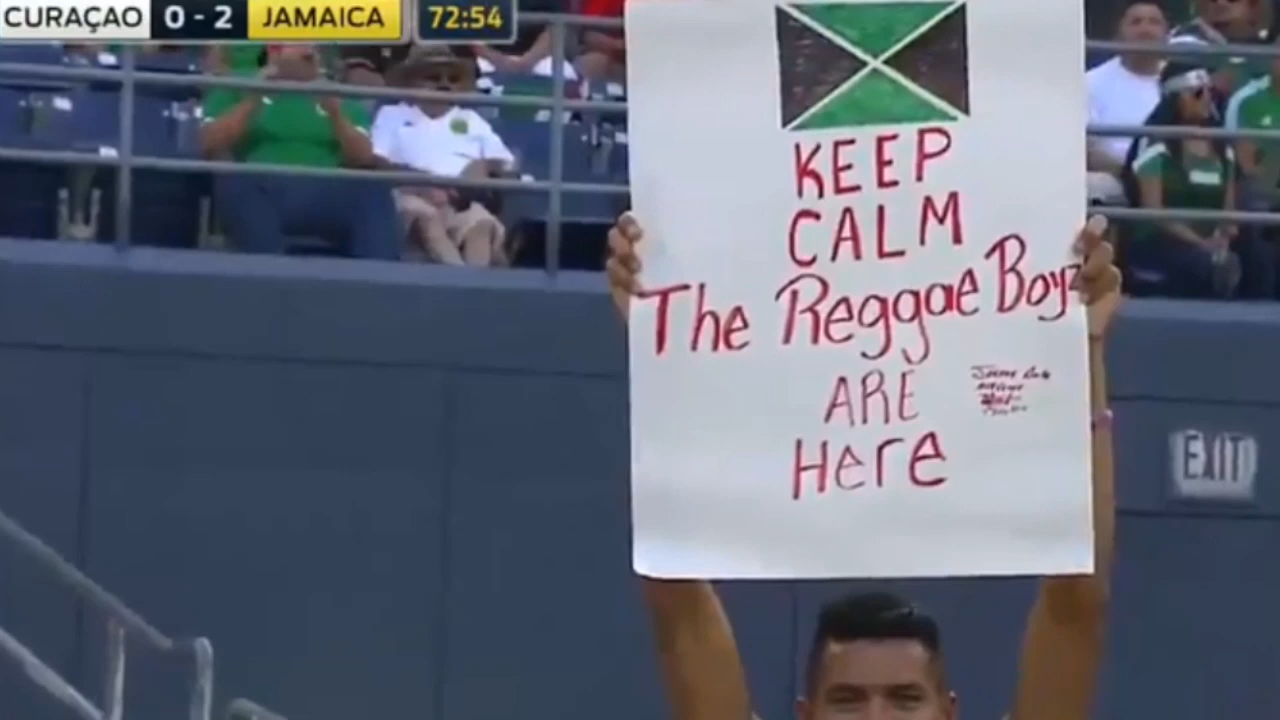 CURAÇAO 0 - 2 JAMAICA 72:54
KEEP
CALM
The Reggae Boyz
ARE
Here
EXIT